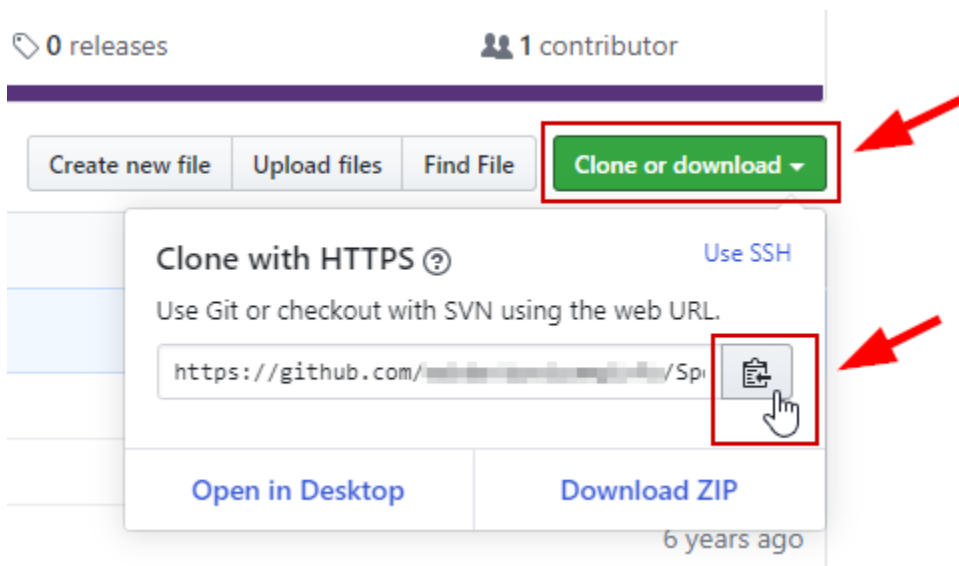 0 releases
1 contributor
Create new file
Upload files
Find File
Clone or download
Clone with HTTPS
Use SSH
Use Git or checkout with SVN using the web URL.
https://github.com/ /Sp
Open in Desktop
Download ZIP
6 years ago